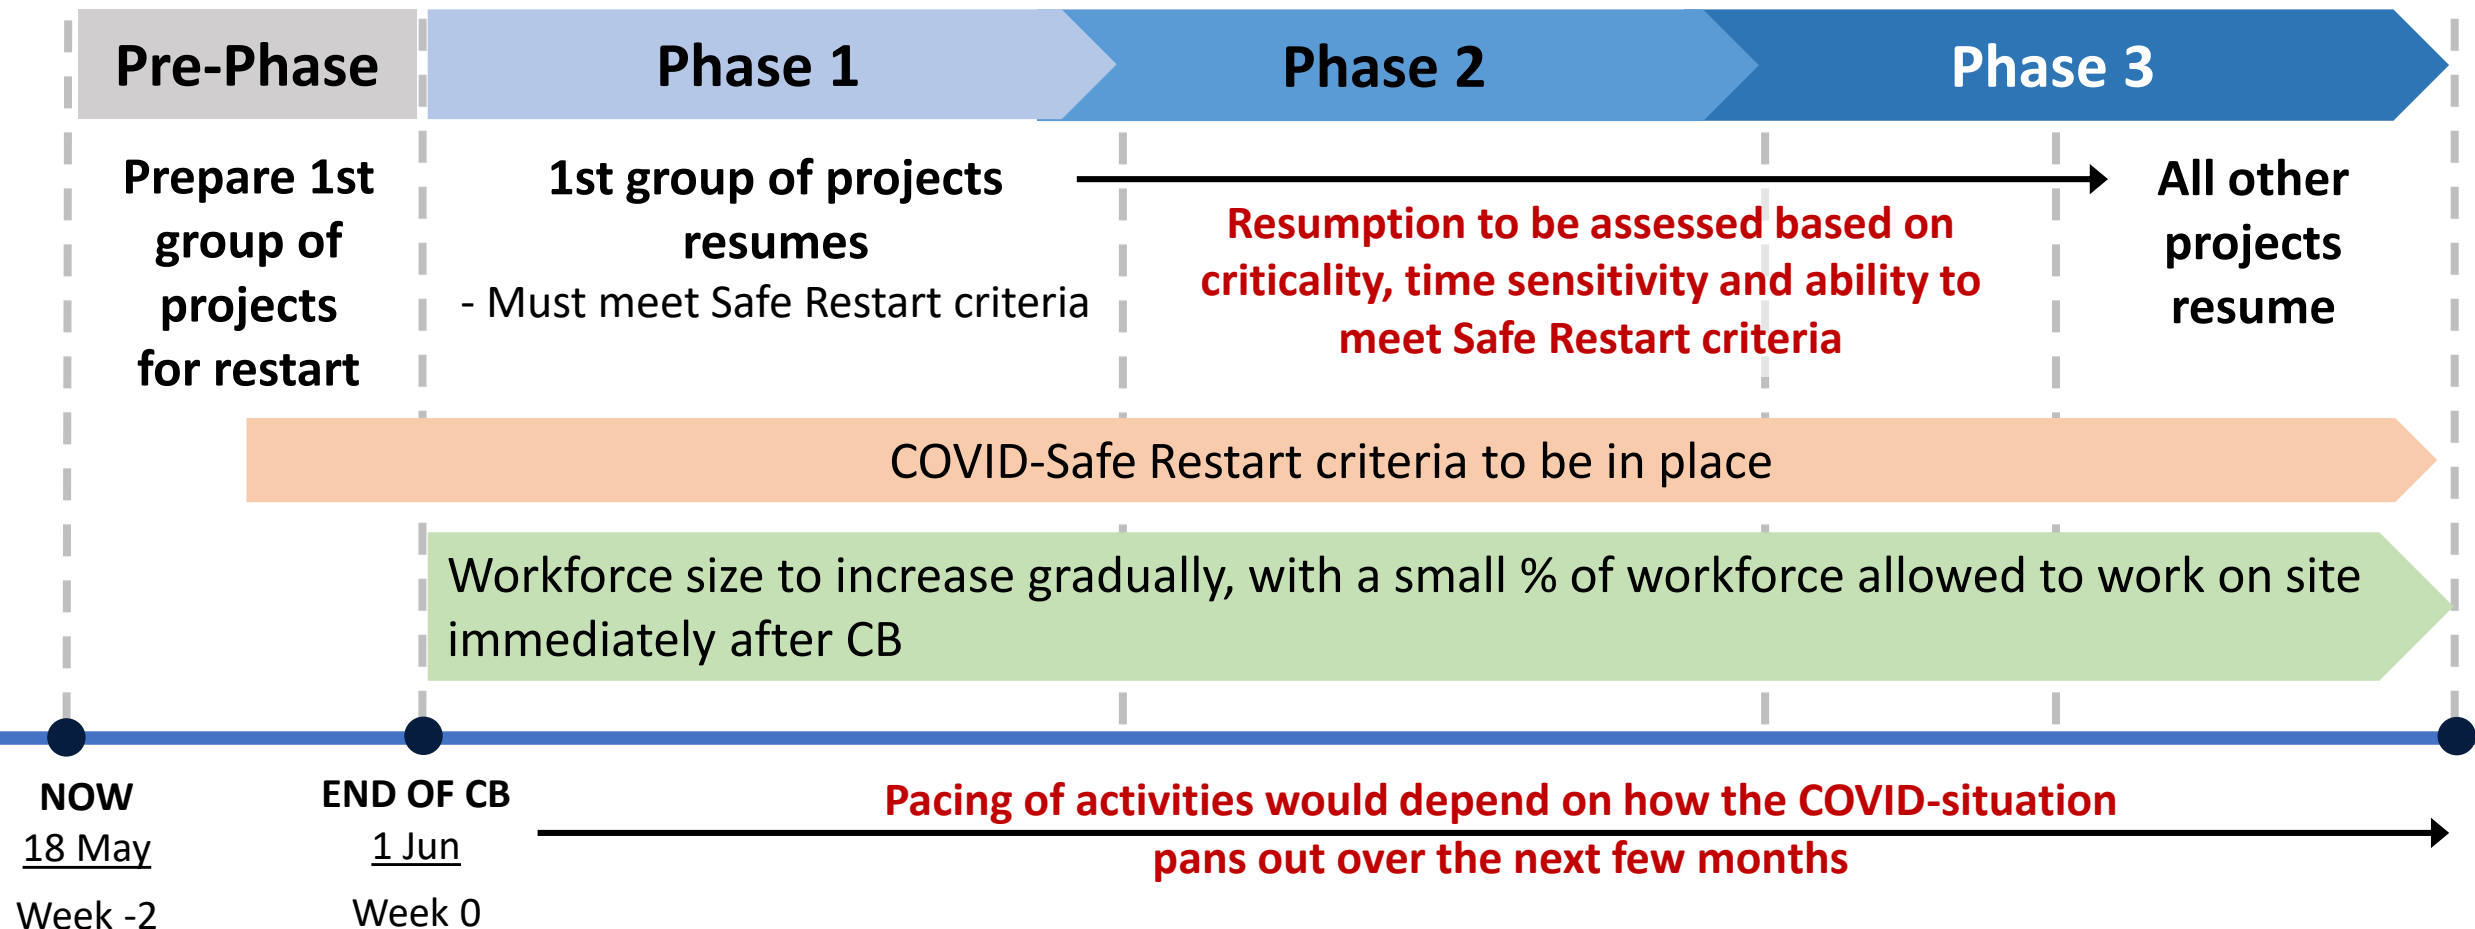 Pre-Phase
Phase 1
Phase 2
Phase 3
Prepare 1st
group of
projects
for restart
1st group of projects
resumes
- Must meet Safe Restart criteria
Resumption to be assessed based on
criticality, time sensitivity and ability to
meet Safe Restart criteria
All other
projects
resume
COVID-Safe Restart criteria to be in place
Workforce size to increase gradually, with a small % of workforce allowed to work on site
immediately after CB
NOW
18 May
Week -2
END OF CB
1 Jun
Week 0
Pacing of activities would depend on how the COVID-situation
pans out over the next few months